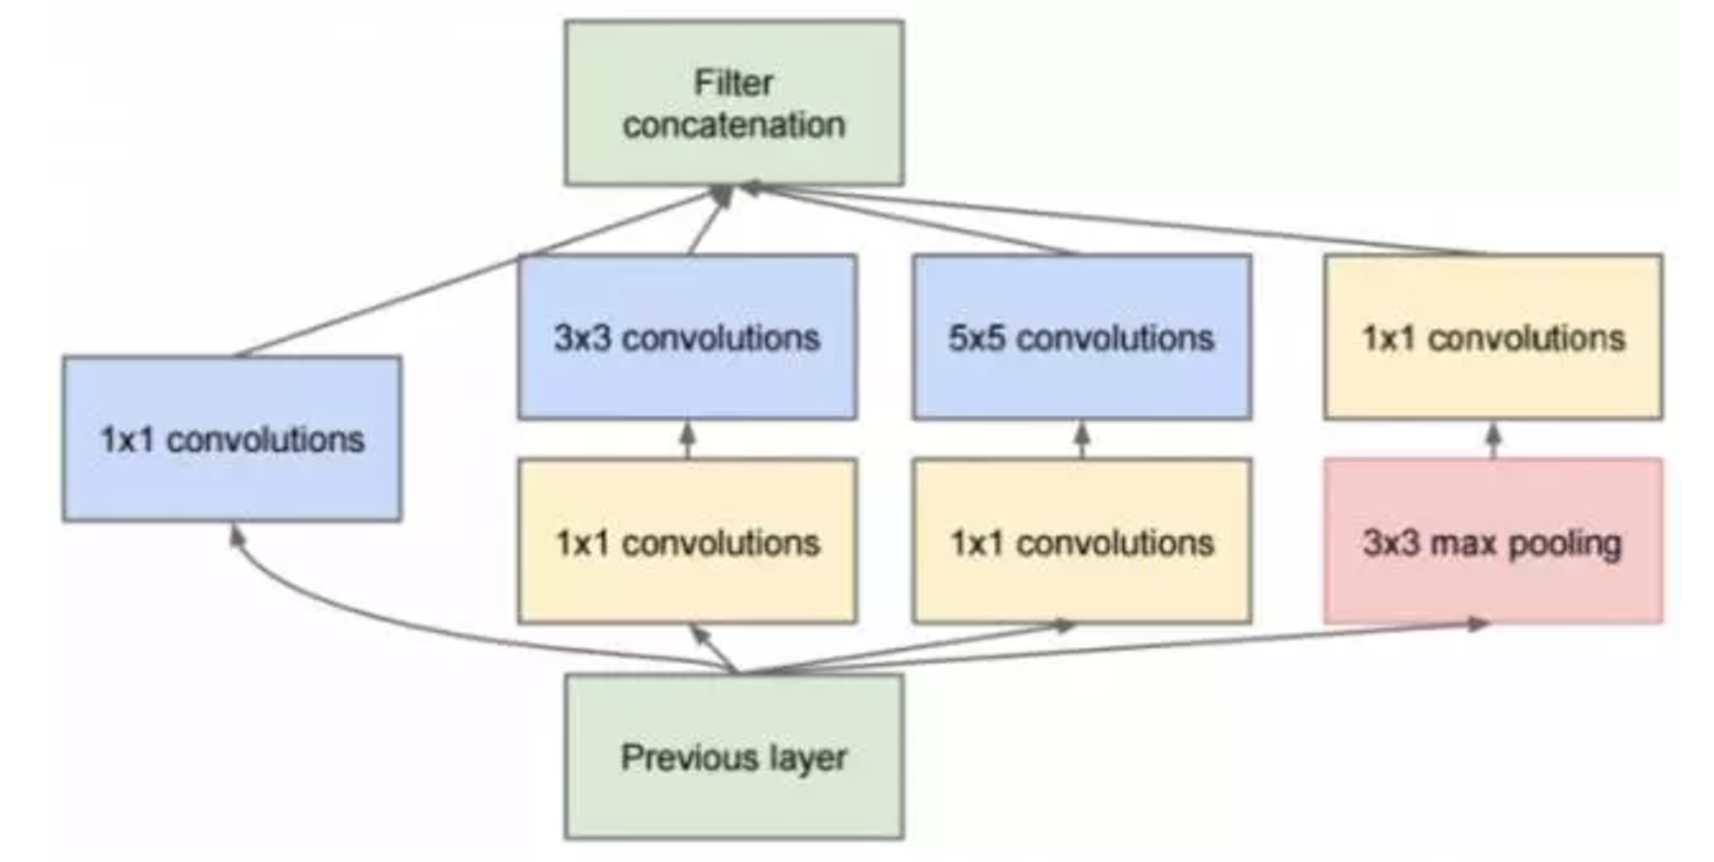 Filter
concatenation
3x3 convolutions
5x5 convolutions
1x1 convolutions
1x1 convolutions
1x1 convolutions
1x1 convolutions
3x3 max pooling
Previous layer